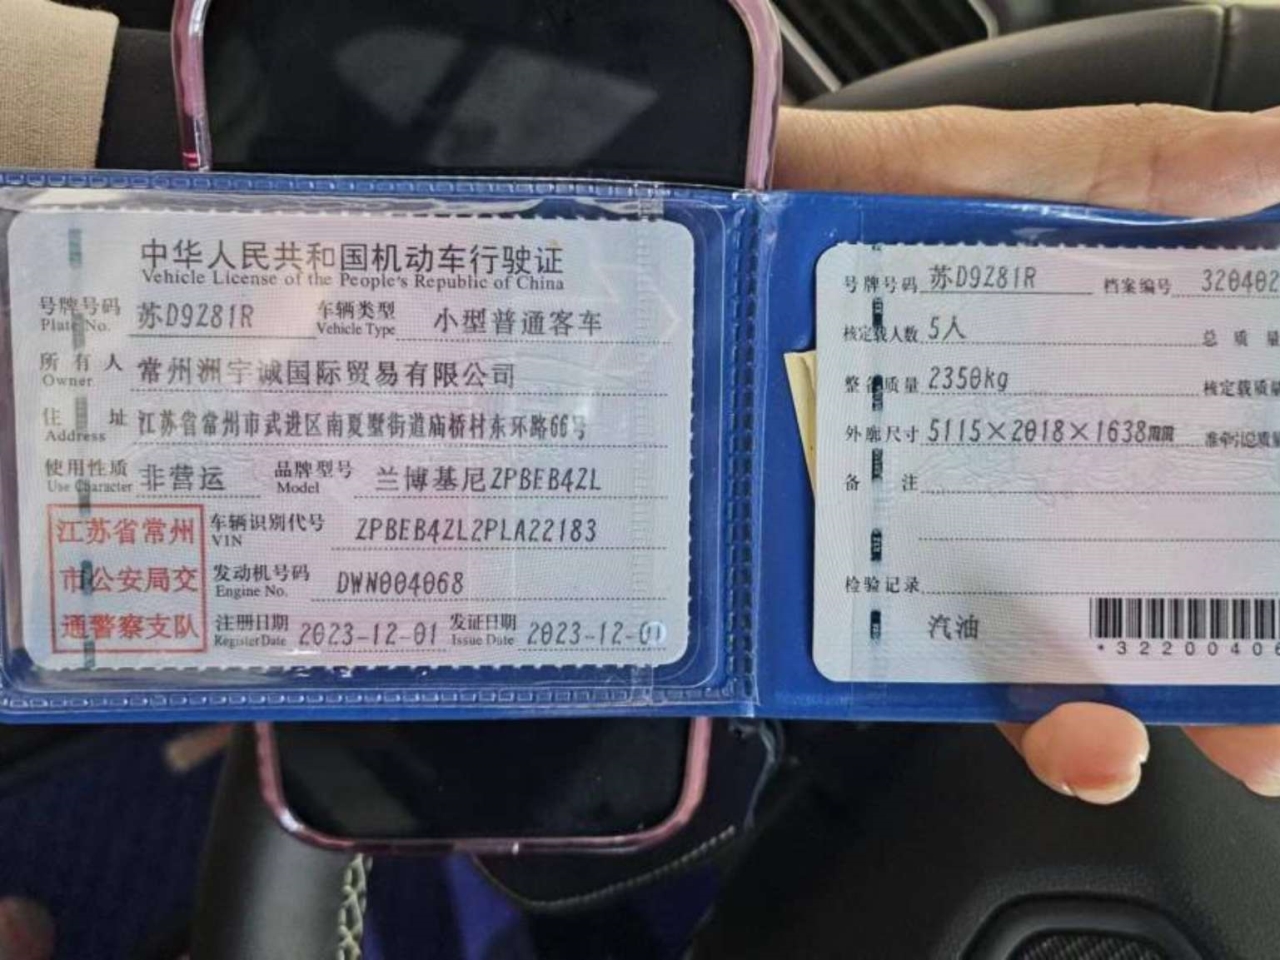 中华人民共和国机动车行驶证
Vehicle License of the People's Republic of China
号牌号码 苏D9Z81R 车辆类型 小型普通客车
Plate No. Vehicle Type
所有人 常州洲宇诚国际贸易有限公司
Owner
住址 江苏省常州市武进区南夏墅街道庙桥村东环路66号
Address
使用性质 非营运 品牌型号 兰博基尼ZPBEB4ZL
Use Character Model
江苏省常州
市公安局交
通警察支队
车辆识别代号 ZPBEB4ZL2PLA22183
VIN
发动机号码 DWN004068
Engine No.
注册日期 2023-12-01 发证日期 2023-12-01
Register Date Issue Date
号牌号码 苏D9Z81R 档案编号 320402
核定载人数 5人 总质量
整备质量 2350kg 核定载质量
外廓尺寸 5115×2018×1638mm 准牵引总质量
备注
检验记录
汽油
*32200406